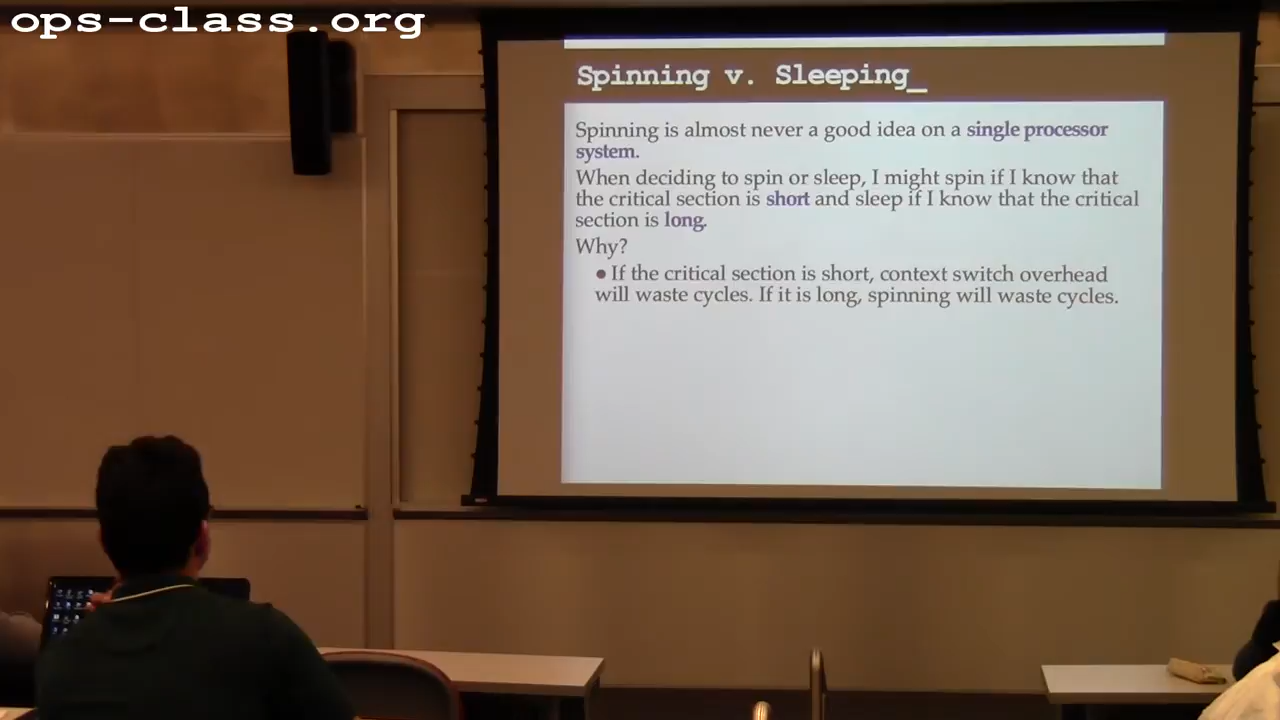 ops-class.org
Spinning v. Sleeping_
Spinning is almost never a good idea on a single processor
system.
When deciding to spin or sleep, I might spin if I know that
the critical section is short and sleep if I know that the critical
section is long.
Why?
● If the critical section is short, context switch overhead
will waste cycles. If it is long, spinning will waste cycles.